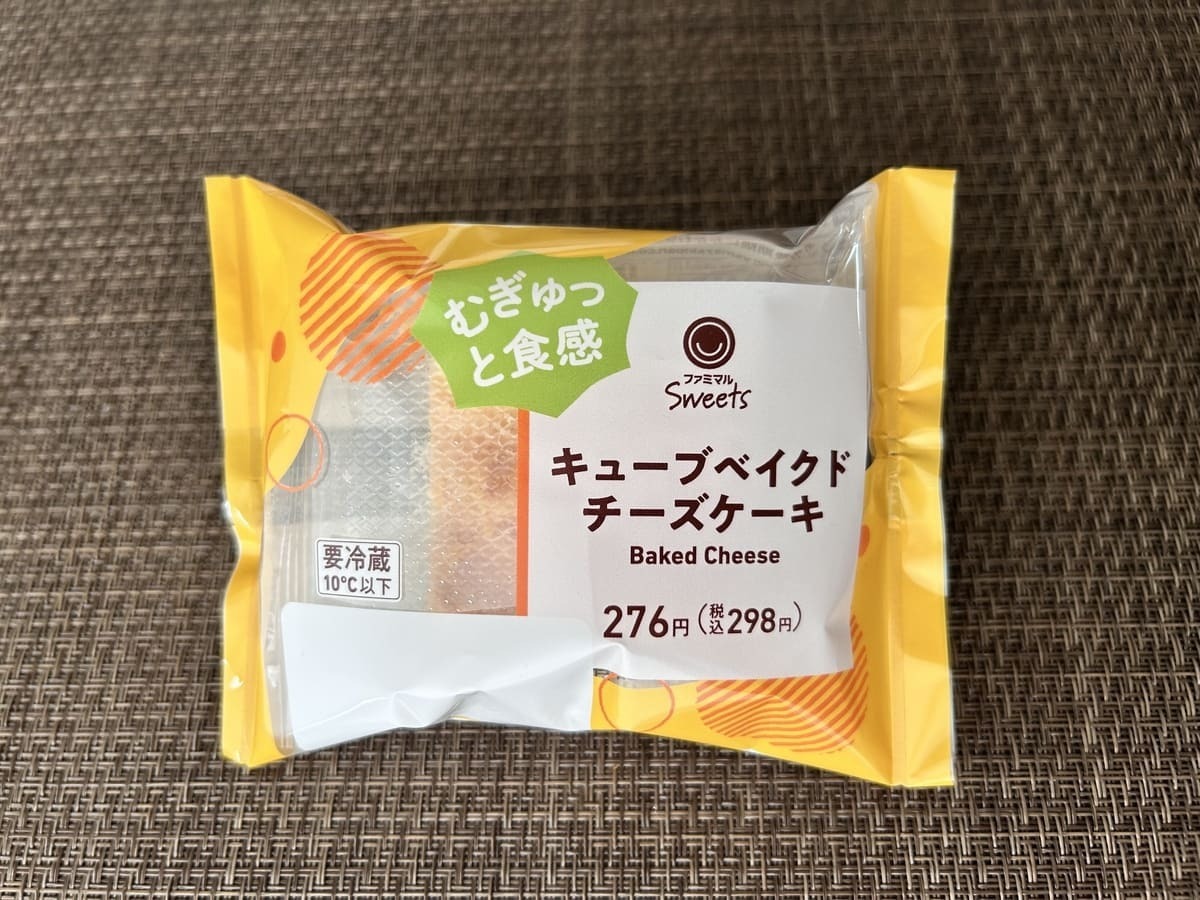 むぎゅっ
と食感
ファミマル
Sweets
キューブベイクド
チーズケーキ
Baked Cheese
要冷蔵
10°C以下
276円(税込298円)